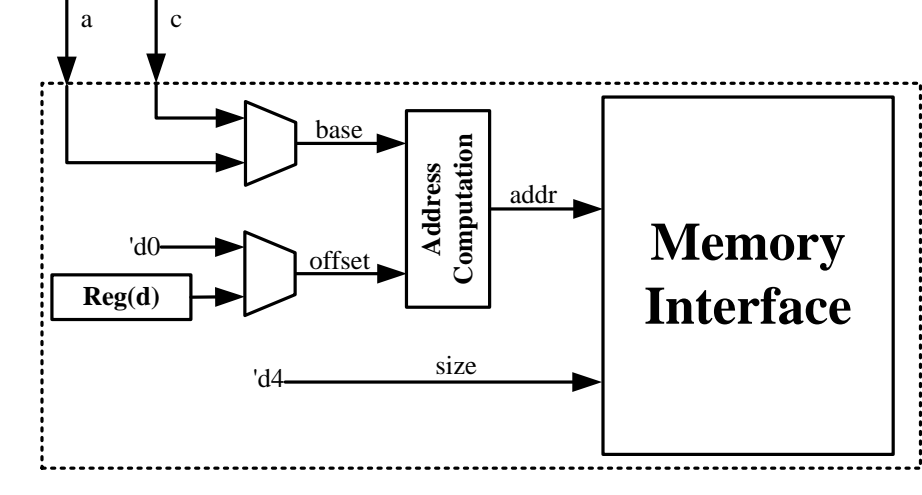 a
c
base
Address
Computation
addr
'd0
offset
Reg(d)
Memory
Interface
'd4
size